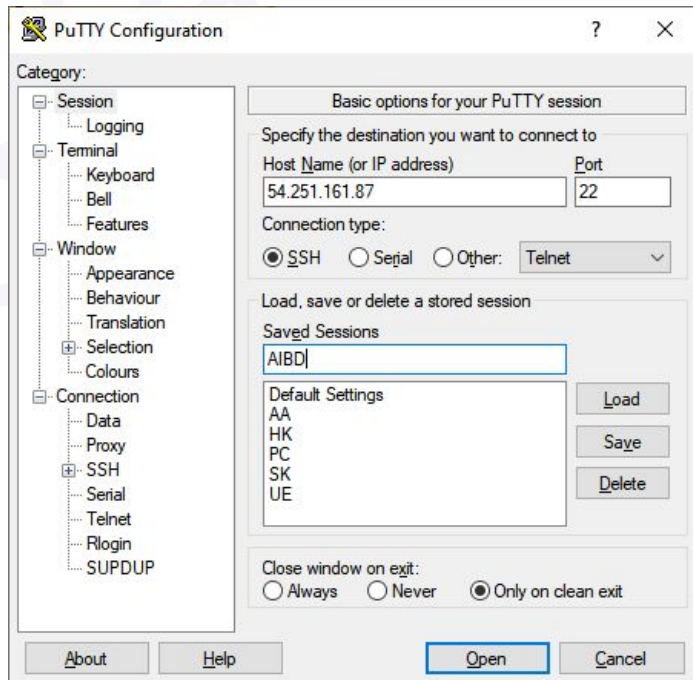 PuTTY Configuration
?
Category:
Session
Logging
Terminal
Keyboard
Bell
Features
Window
Appearance
Behaviour
Translation
Selection
Colours
Connection
Data
Proxy
SSH
Serial
Telnet
Rlogin
SUPDUP
Basic options for your PuTTY session
Specify the destination you want to connect to
Host Name (or IP address) Port
54.251.161.87 22
Connection type:
SSH Serial Other: Telnet
Load, save or delete a stored session
Saved Sessions
AIBD
Default Settings
AA
HK
PC
SK
UE
Load
Save
Delete
Close window on exit:
Always Never Only on clean exit
About Help Open Cancel